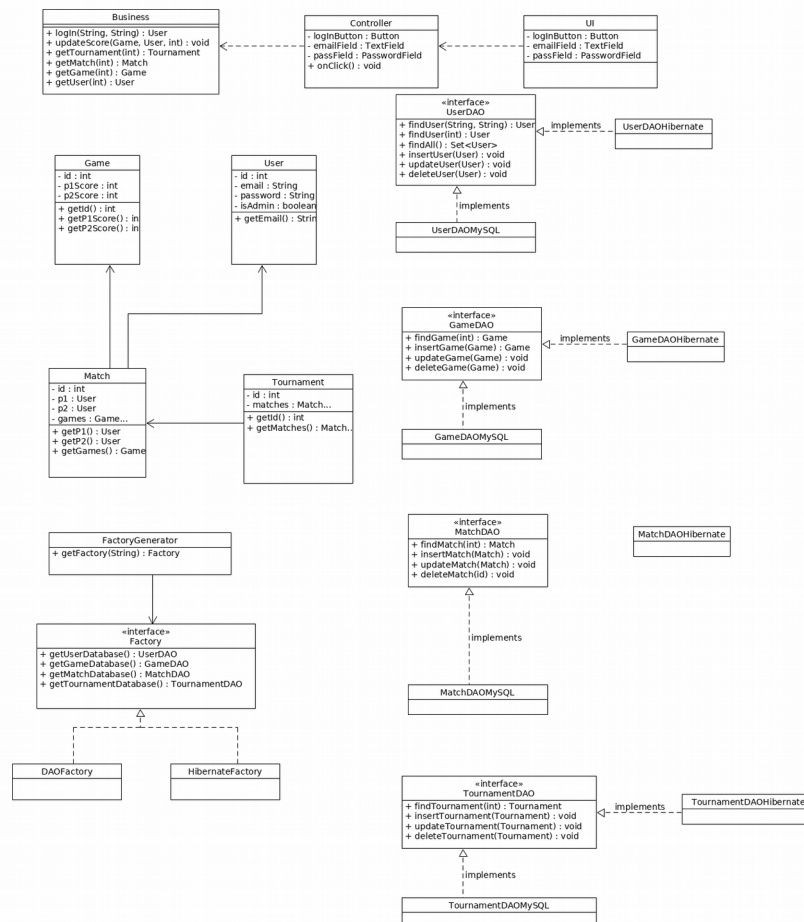 Business
+ logIn(String, String) : User
+ updateScore(Game, User, int) : void
+ getTournament(int) : Tournament
+ getMatch(int) : Match
+ getGame(int) : Game
+ getUser(int) : User
Controller
- logInButton : Button
- emailField : TextField
- passField : PasswordField
+ onClick() : void
UI
- logInButton : Button
- emailField : TextField
- passField : PasswordField
«interface»
UserDAO
+ findUser(String, String) : User
+ findUser(int) : User
+ findAll() : Set<User>
+ insertUser(User) : void
+ updateUser(User) : void
+ deleteUser(User) : void
implements
UserDAOHibernate
implements
UserDAOMySQL
Game
- id : int
- p1Score : int
- p2Score : int
+ getId() : int
+ getP1Score() : in
+ getP2Score() : in
User
- id : int
- email : String
- password : String
- isAdmin : boolean
+ getEmail() : Strin
«interface»
GameDAO
+ findGame(int) : Game
+ insertGame(Game) : Game
+ updateGame(Game) : void
+ deleteGame(Game) : void
implements
GameDAOHibernate
implements
GameDAOMySQL
Match
- id : int
- p1 : User
- p2 : User
- games : Game...
+ getP1() : User
+ getP2() : User
+ getGames() : Game
Tournament
- id : int
- matches : Match...
+ getId() : int
+ getMatches() : Match..
«interface»
MatchDAO
+ findMatch(int) : Match
+ insertMatch(Match) : void
+ updateMatch(Match) : void
+ deleteMatch(id) : void
MatchDAOHibernate
implements
MatchDAOMySQL
FactoryGenerator
+ getFactory(String) : Factory
«interface»
Factory
+ getUserDatabase() : UserDAO
+ getGameDatabase() : GameDAO
+ getMatchDatabase() : MatchDAO
+ getTournamentDatabase() : TournamentDAO
DAOFactory
HibernateFactory
«interface»
TournamentDAO
+ findTournament(int) : Tournament
+ insertTournament(Tournament) : void
+ updateTournament(Tournament) : void
+ deleteTournament(Tournament) : void
implements
TournamentDAOHibernate
implements
TournamentDAOMySQL